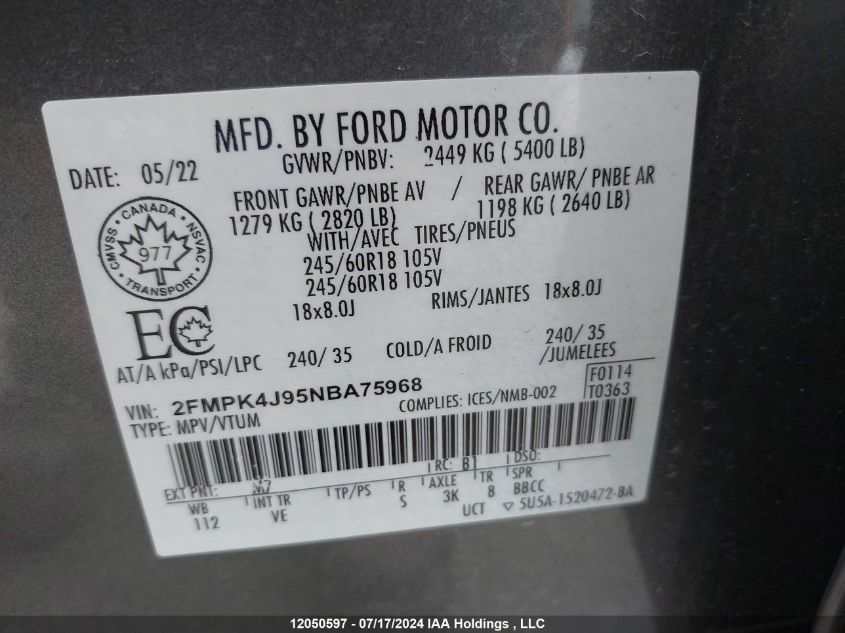 MFD. BY FORD MOTOR CO.
DATE: 05/22
GVWR/PNBV: 2449 KG ( 5400 LB)
FRONT GAWR/PNBE AV / REAR GAWR/ PNBE AR
1279 KG ( 2820 LB) 1198 KG ( 2640 LB)
WITH/AVEC TIRES/PNEUS
245/60R18 105V
245/60R18 105V
18x8.0J RIMS/JANTES 18x8.0J
CMVSS · CANADA · NSVAC · TRANSPORT ·
977
EC
AT/A kPa/PSI/LPC 240/ 35 COLD/A FROID 240/ 35
/JUMELEES
VIN: 2FMPK4J95NBA75968
COMPLIES: ICES/NMB-002
F0114
T0363
TYPE: MPV/VTUM
EXT PNT: M7 RC: B1 DSO:
WB INT TR TP/PS R AXLE TR SPR
112 VE S 3K 8 BBCC
UCT ▽ 5U5A-1520472-BA
12050597 - 07/17/2024 IAA Holdings , LLC